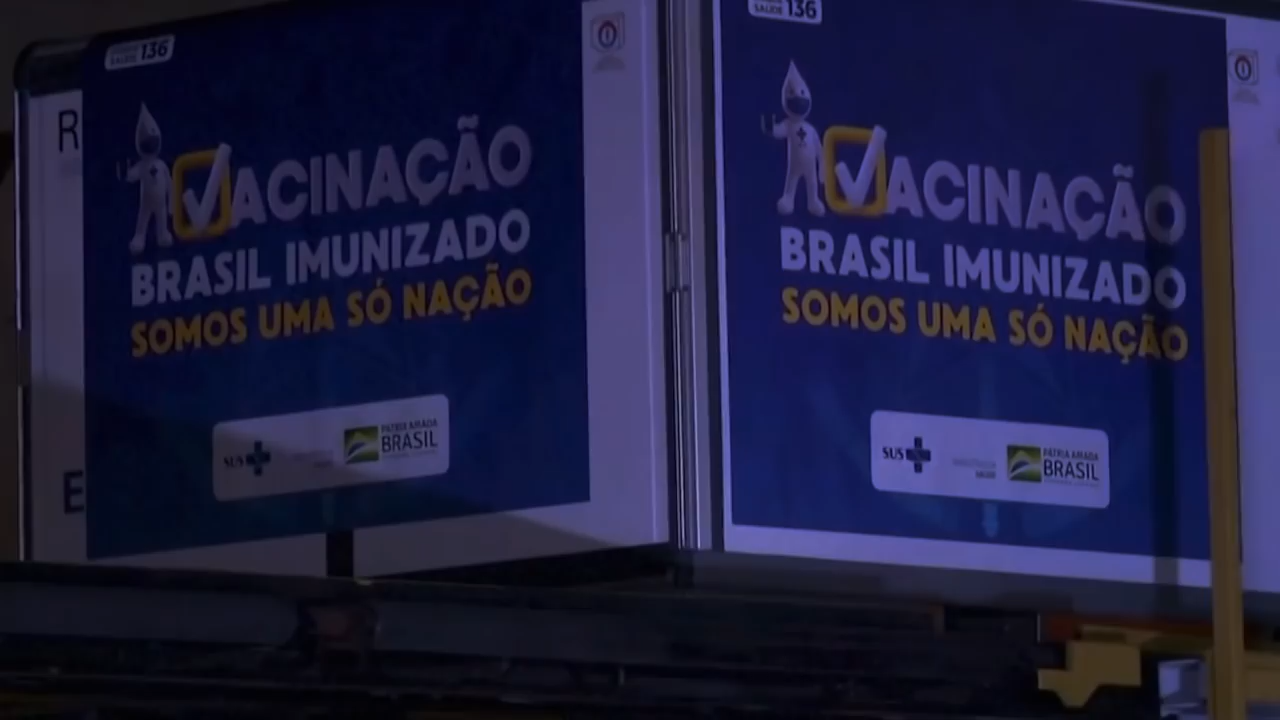 SAÚDE 136
R
VACINAÇÃO
BRASIL IMUNIZADO
SOMOS UMA SÓ NAÇÃO
SUS
PÁTRIA AMADA
BRASIL
E
SAÚDE 136
VACINAÇÃO
BRASIL IMUNIZADO
SOMOS UMA SÓ NAÇÃO
SUS
SAÚDE
PÁTRIA AMADA
BRASIL